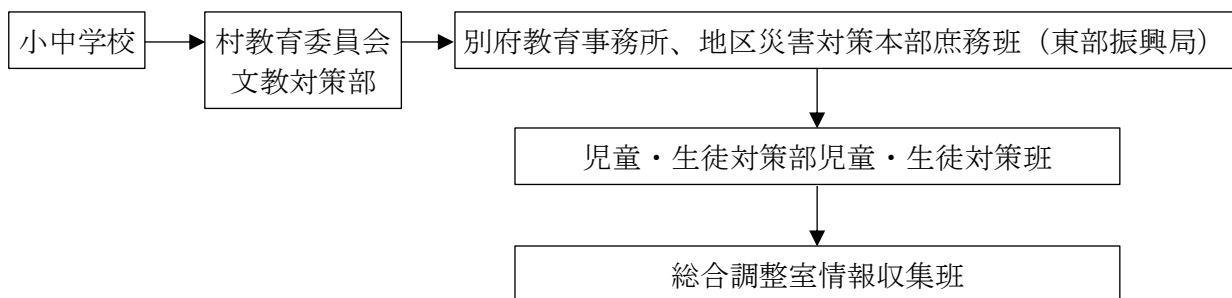 小中学校
村教育委員会
文教対策部
別府教育事務所、地区災害対策本部庶務班（東部振興局）
児童・生徒対策部児童・生徒対策班
総合調整室情報収集班